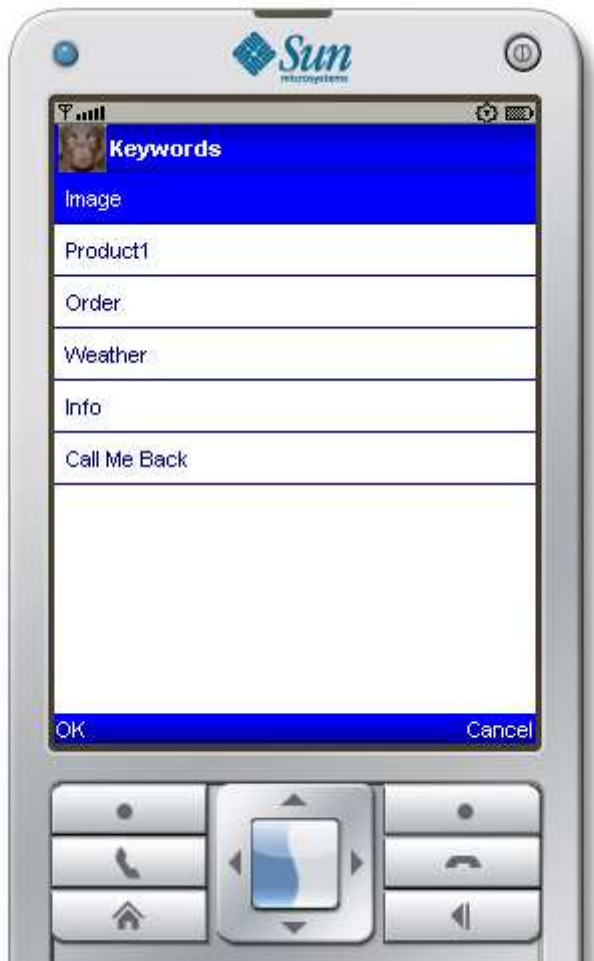 Sun
microsystems
Keywords
Image
Product1
Order
Weather
Info
Call Me Back
OK
Cancel